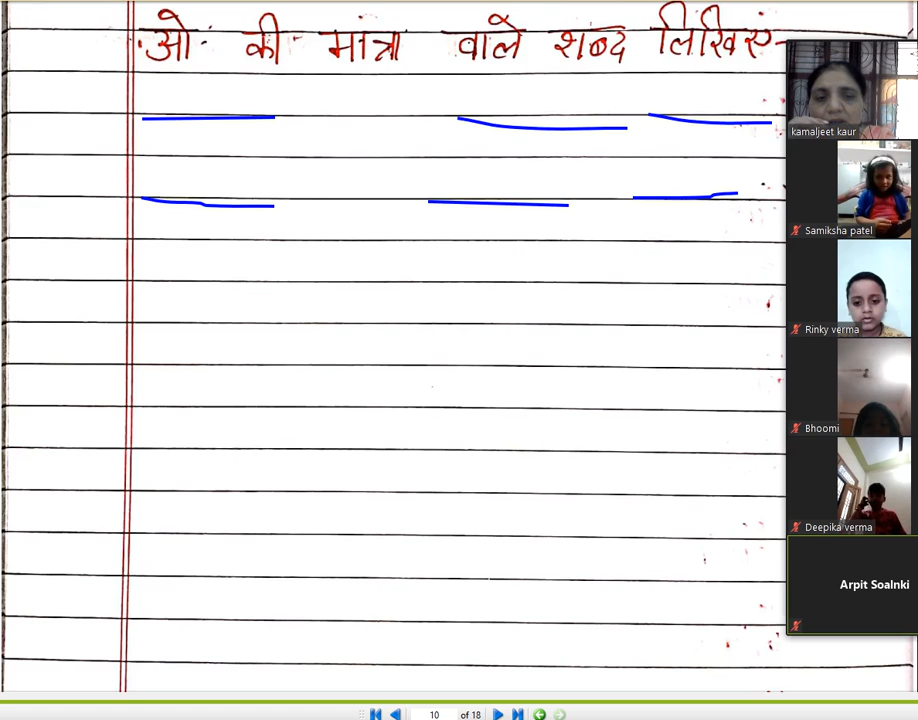 ओ की मांत्रा वाले शब्द लिखिए-
kamaljeet kaur
Samiksha patel
Rinky verma
Bhoomi
Deepika verma
Arpit Soalnki
10 of 18